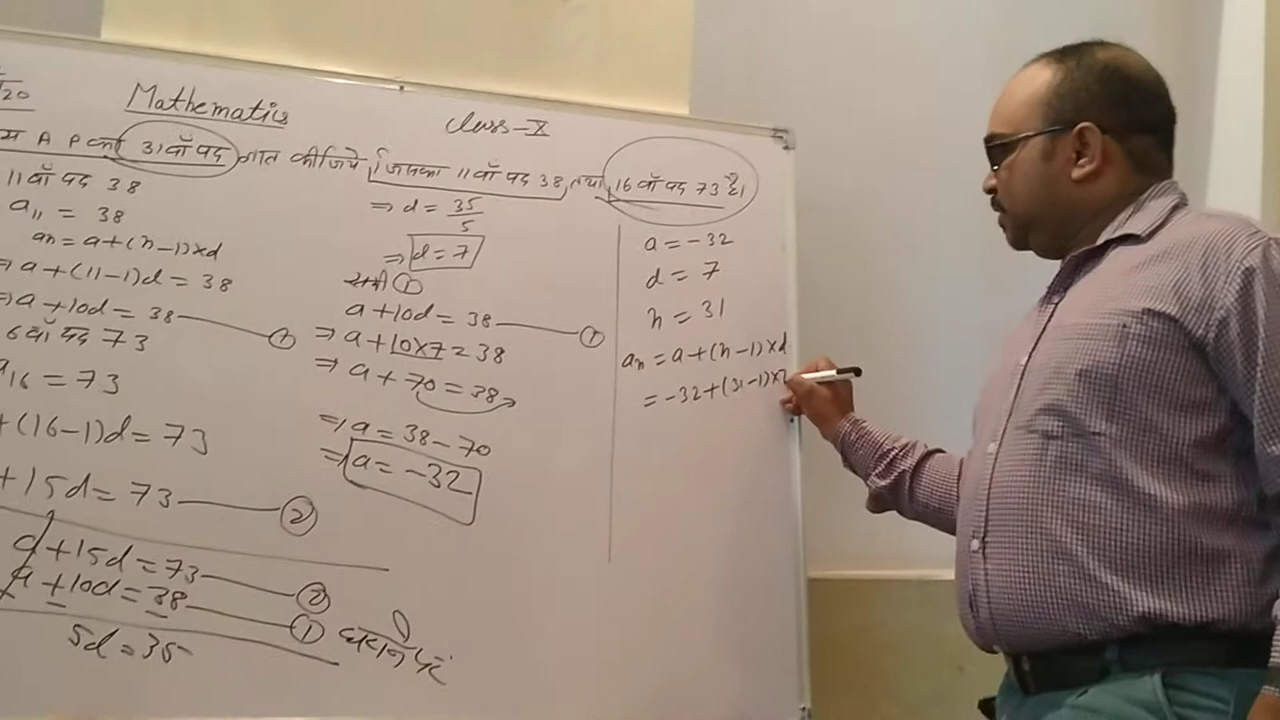 /20
Mathematics
Class-X
A P का 31वाँ पद ज्ञात कीजिये, जिसका 11वाँ पद 38, तथा 16वाँ पद 73 है।
11वाँ पद 38
a₁₁ = 38
an = a+(n-1)×d
⇒ a+(11-1)d = 38
⇒ a+10d = 38 ——— ①
6वाँ पद 73
a₁₆ = 73
+(16-1)d = 73
+15d = 73 ——— ②
a+15d = 73 ——— ②
a+10d = 38 ——— ①
5d = 35
⇒ d = 35/5
⇒ d = 7
समी ①
a+10d = 38 ——— ①
⇒ a+10×7 = 38
⇒ a+70 = 38
⇒ a = 38-70
⇒ a = -32
a = -32
d = 7
n = 31
an = a+(n-1)×d
= -32+(31-1)×7